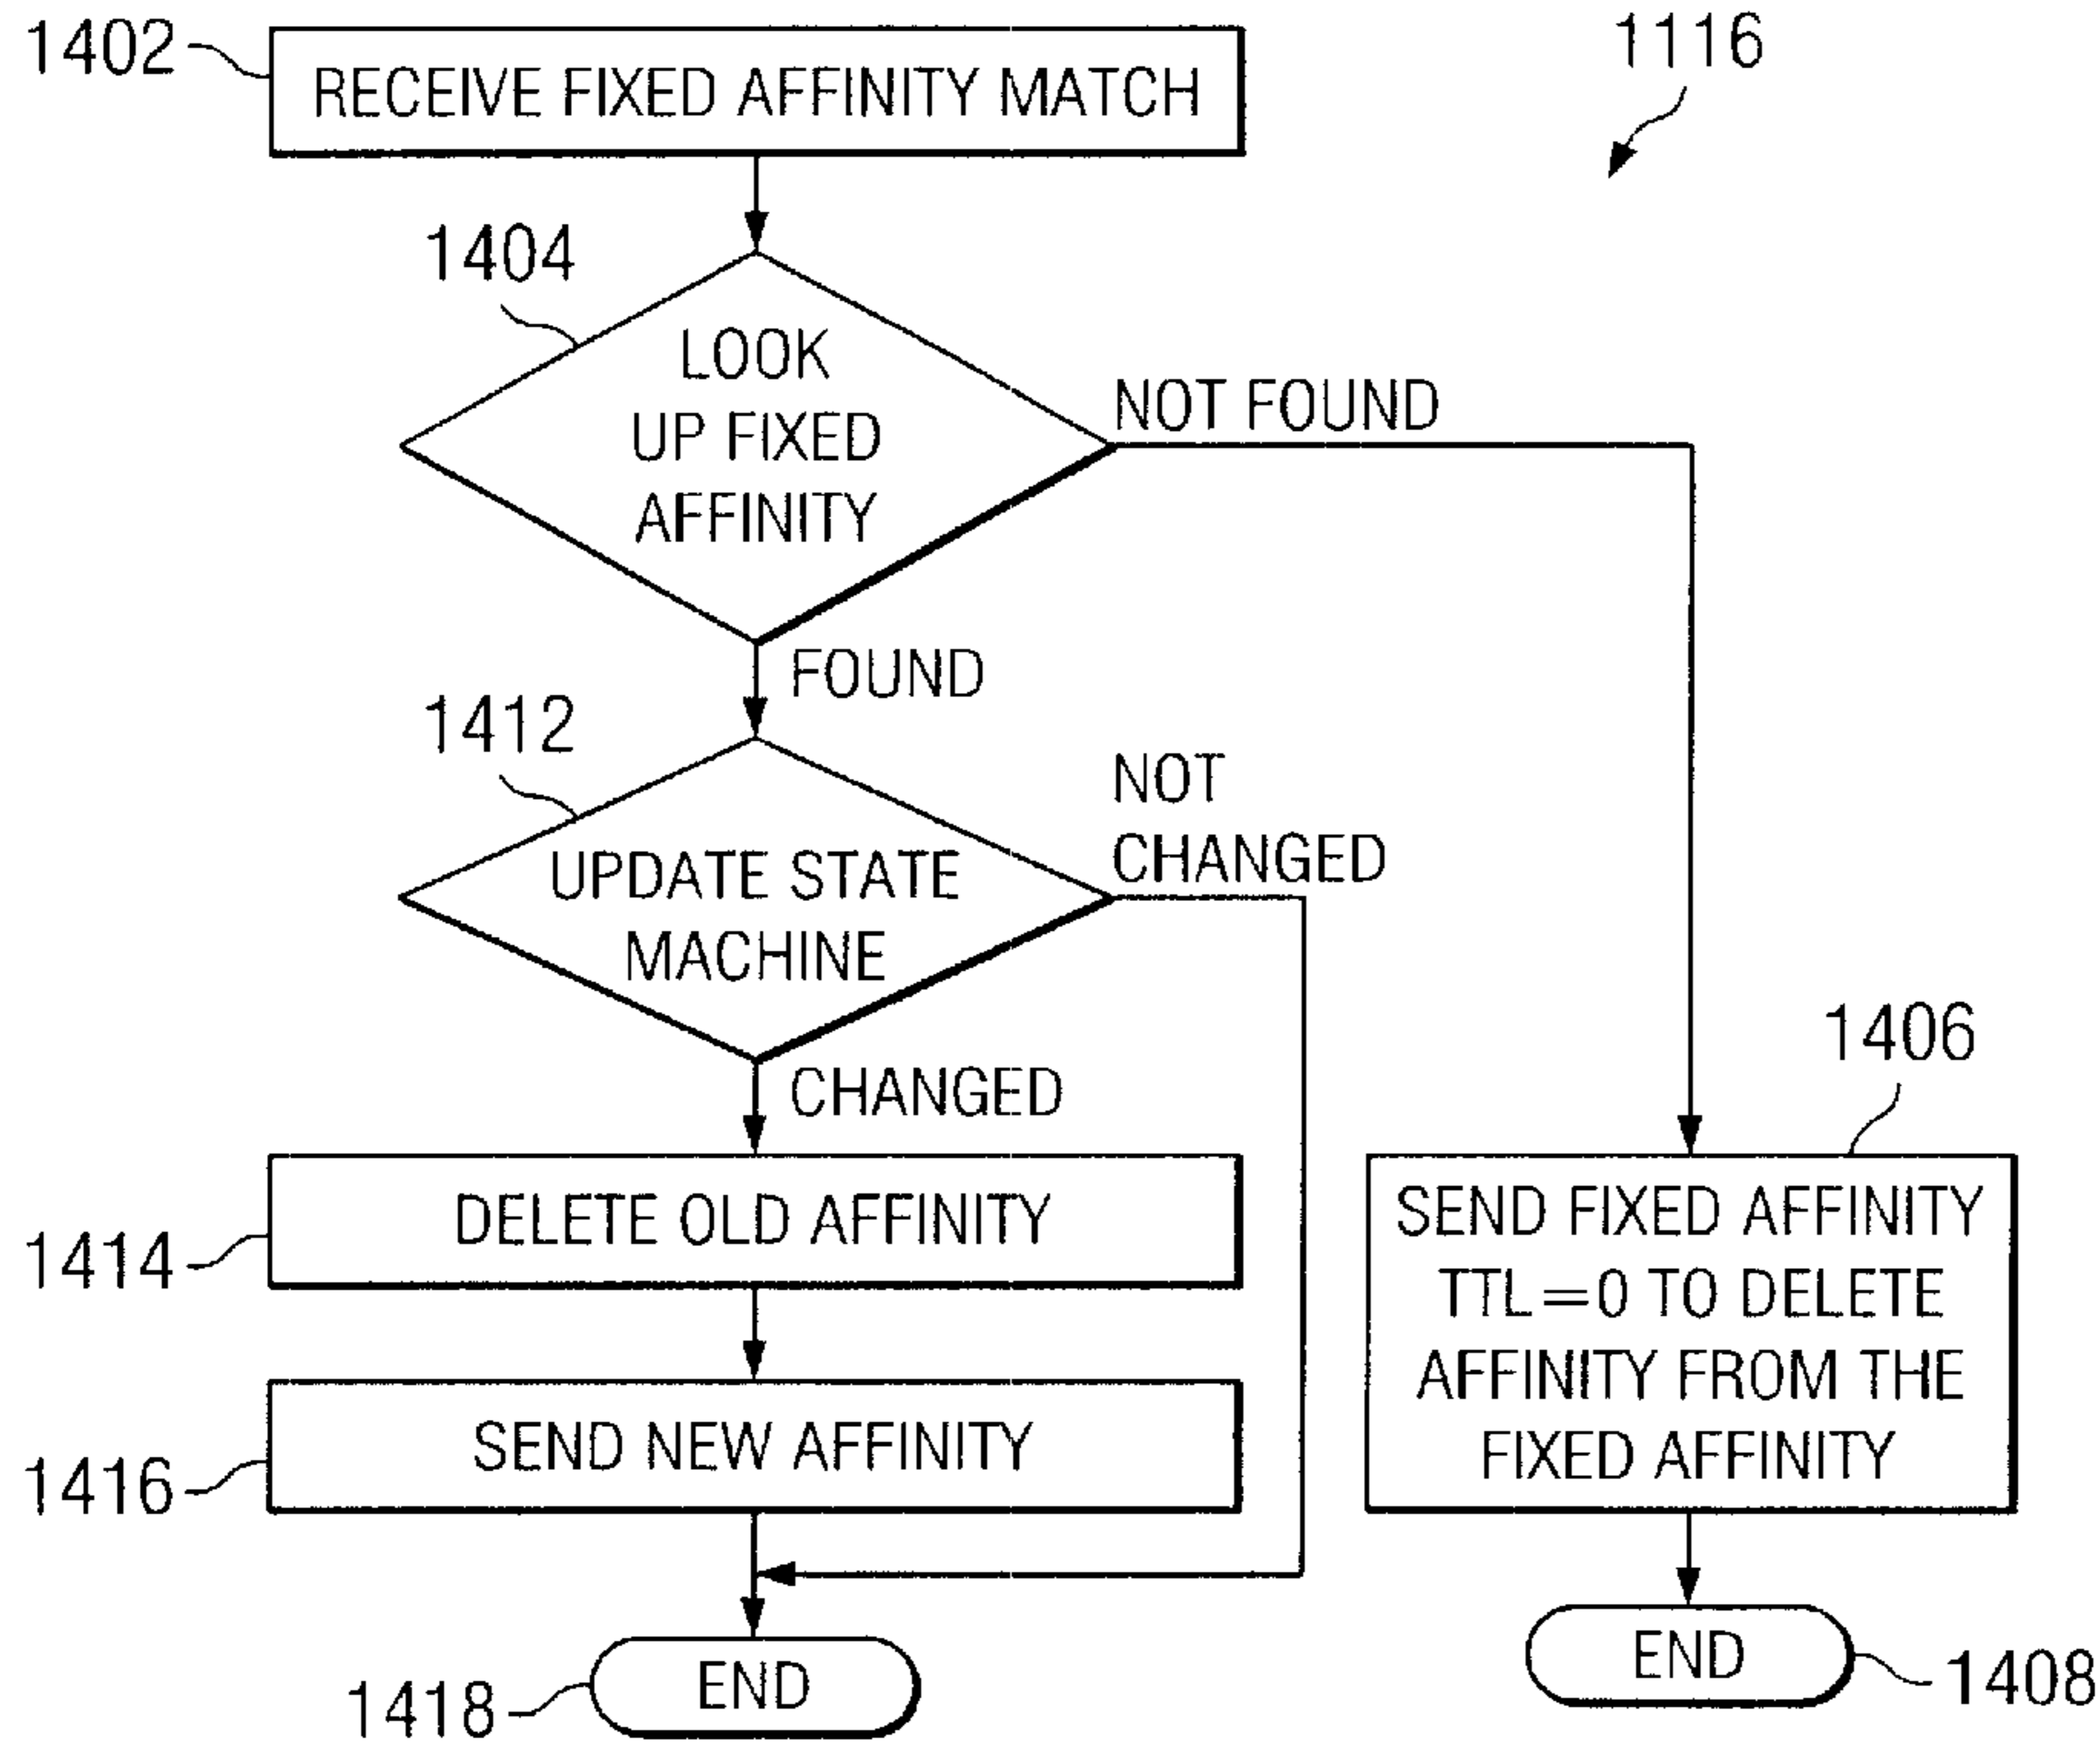 1402
RECEIVE FIXED AFFINITY MATCH
1116
1404
LOOK
UP FIXED
AFFINITY
NOT FOUND
FOUND
1412
UPDATE STATE
MACHINE
NOT
CHANGED
CHANGED
1406
1414
DELETE OLD AFFINITY
SEND FIXED AFFINITY
TTL=0 TO DELETE
AFFINITY FROM THE
FIXED AFFINITY
1416
SEND NEW AFFINITY
1418
END
END
1408